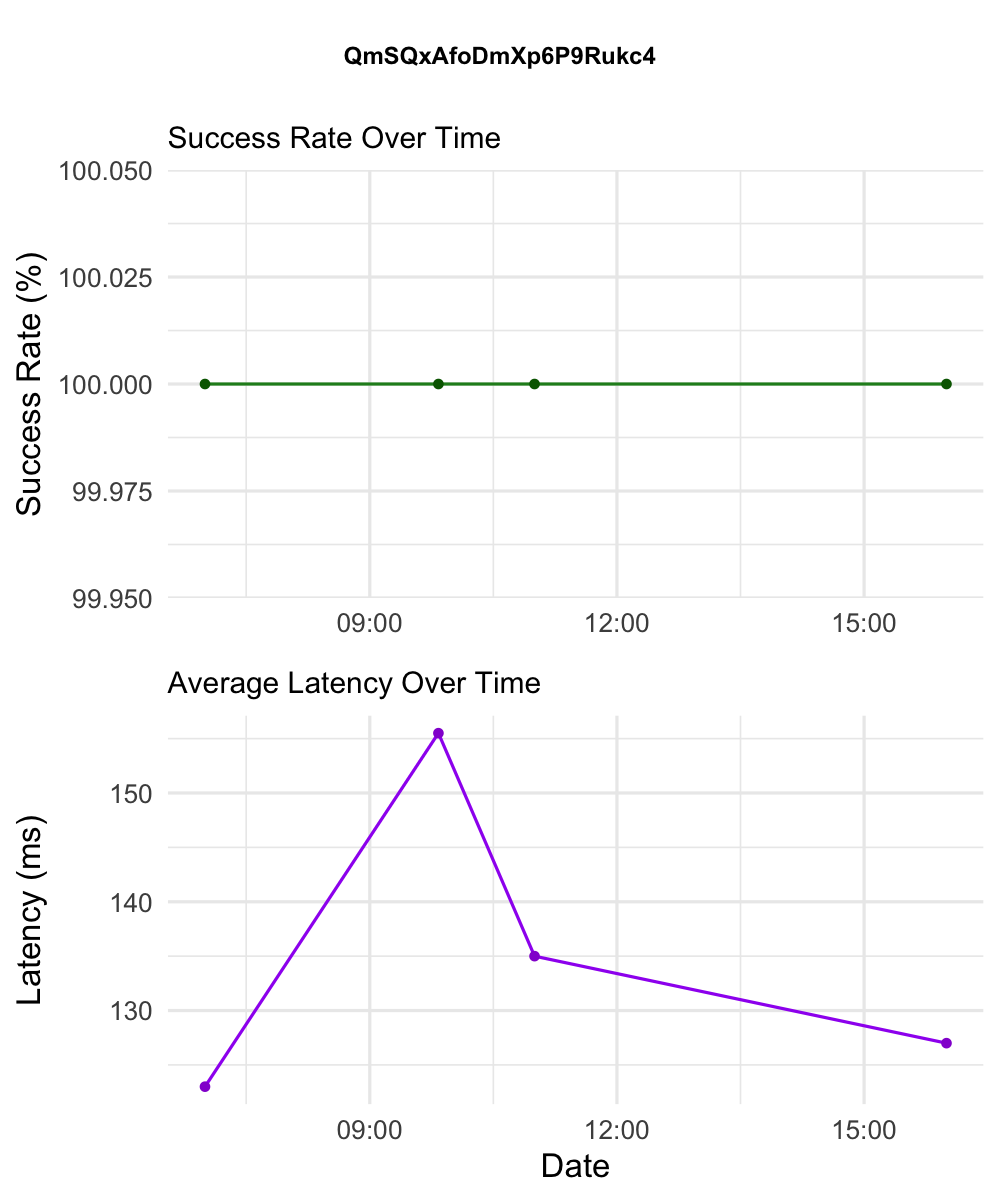 QmSQxAfoDmXp6P9Rukc4
Success Rate Over Time
Success Rate (%)
100.050
100.025
100.000
99.975
99.950
09:00 12:00 15:00
Average Latency Over Time
Latency (ms)
150
140
130
09:00 12:00 15:00
Date